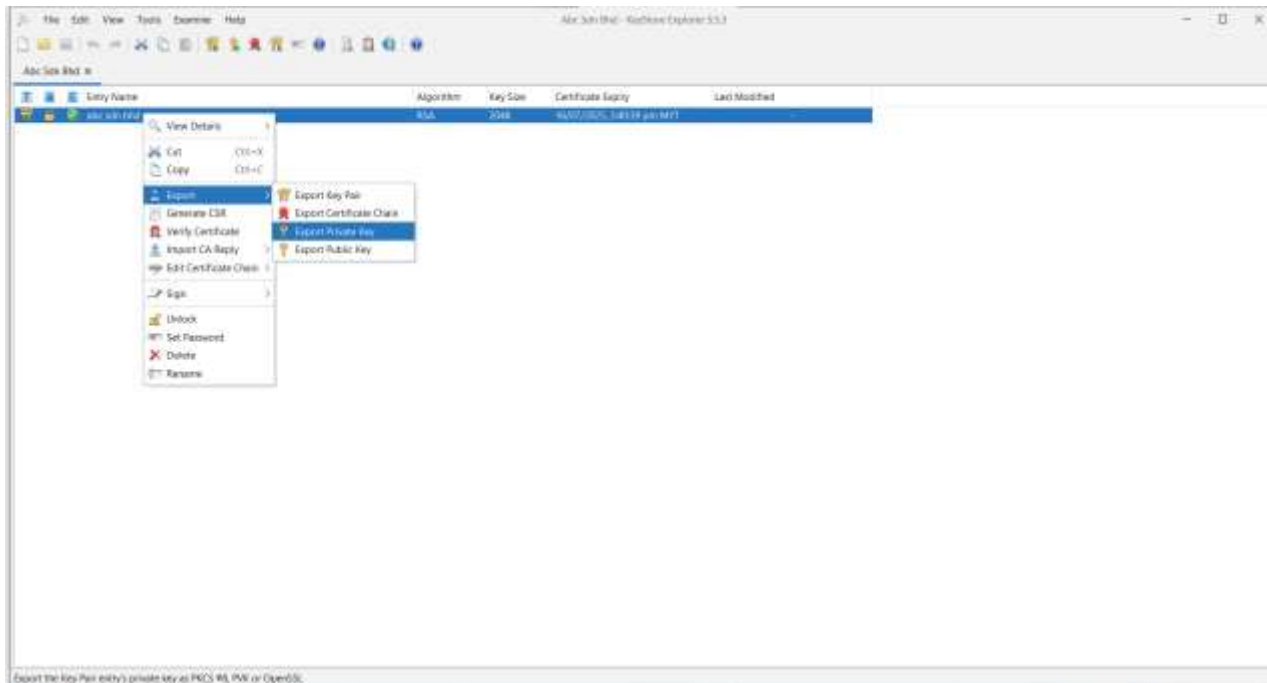 File Edit View Tools Examine Help
Abc Sdn Bhd - KeyStore Explorer 5.5.3
Abc Sdn Bhd
Entry Name Algorithm Key Size Certificate Expiry Last Modified
abc sdn bhd RSA 2048 MYT -
View Details
Cut Ctrl+X
Copy Ctrl+C
Export
Generate CSR
Verify Certificate
Import CA Reply
Edit Certificate Chain
Sign
Unlock
Set Password
Delete
Rename
Export Key Pair
Export Certificate Chain
Export Private Key
Export Public Key
Export the Key Pair entry's private key as PKCS #8, PVK or OpenSSL